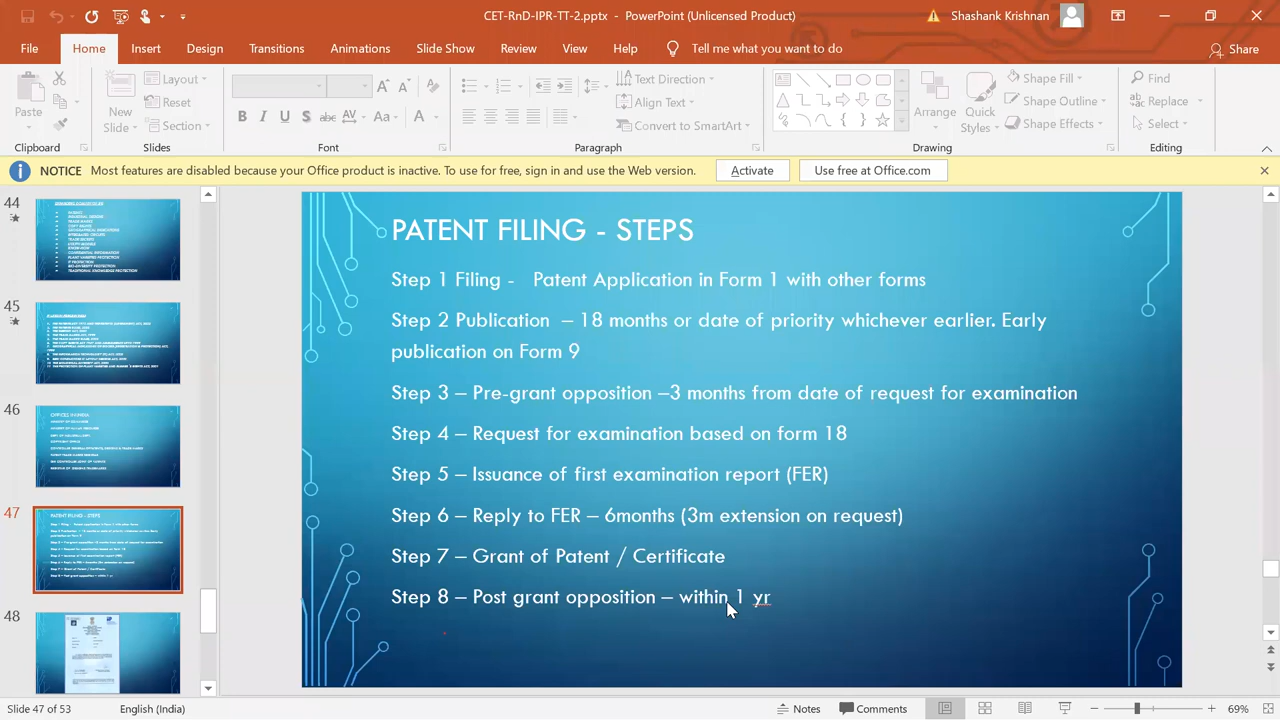 CET-RnD-IPR-TT-2.pptx - PowerPoint (Unlicensed Product)
Shashank Krishnan
File Home Insert Design Transitions Animations Slide Show Review View Help Tell me what you want to do Share
Paste
Clipboard
New Slide
Layout
Reset
Section
Slides
B I U S abc AV Aa A
Font
Text Direction
Align Text
Convert to SmartArt
Paragraph
Arrange
Quick Styles
Shape Fill
Shape Outline
Shape Effects
Drawing
Find
Replace
Select
Editing
NOTICE Most features are disabled because your Office product is inactive. To use for free, sign in and use the Web version. Activate Use free at Office.com
44
45
46
47
48
PATENT FILING - STEPS
Step 1 Filing - Patent Application in Form 1 with other forms
Step 2 Publication – 18 months or date of priority whichever earlier. Early
publication on Form 9
Step 3 – Pre-grant opposition –3 months from date of request for examination
Step 4 – Request for examination based on form 18
Step 5 – Issuance of first examination report (FER)
Step 6 – Reply to FER – 6months (3m extension on request)
Step 7 – Grant of Patent / Certificate
Step 8 – Post grant opposition – within 1 yr
Slide 47 of 53 English (India) Notes Comments 69%